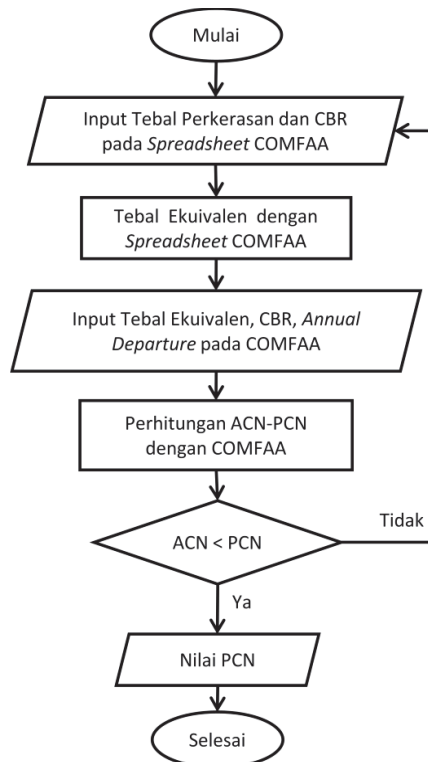 Mulai
Input Tebal Perkerasan dan CBR
pada Spreadsheet COMFAA
Tebal Ekuivalen dengan
Spreadsheet COMFAA
Input Tebal Ekuivalen, CBR, Annual
Departure pada COMFAA
Perhitungan ACN-PCN
dengan COMFAA
Tidak
ACN < PCN
Ya
Nilai PCN
Selesai